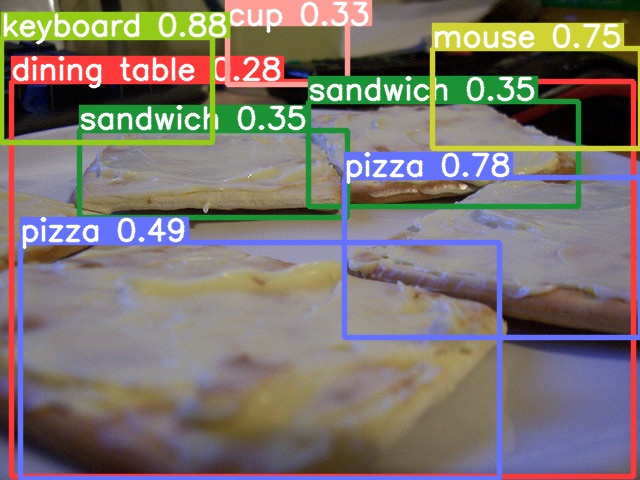 cup 0.33
keyboard 0.88
mouse 0.75
dining table 0.28
sandwich 0.35
sandwich 0.35
pizza 0.78
pizza 0.49